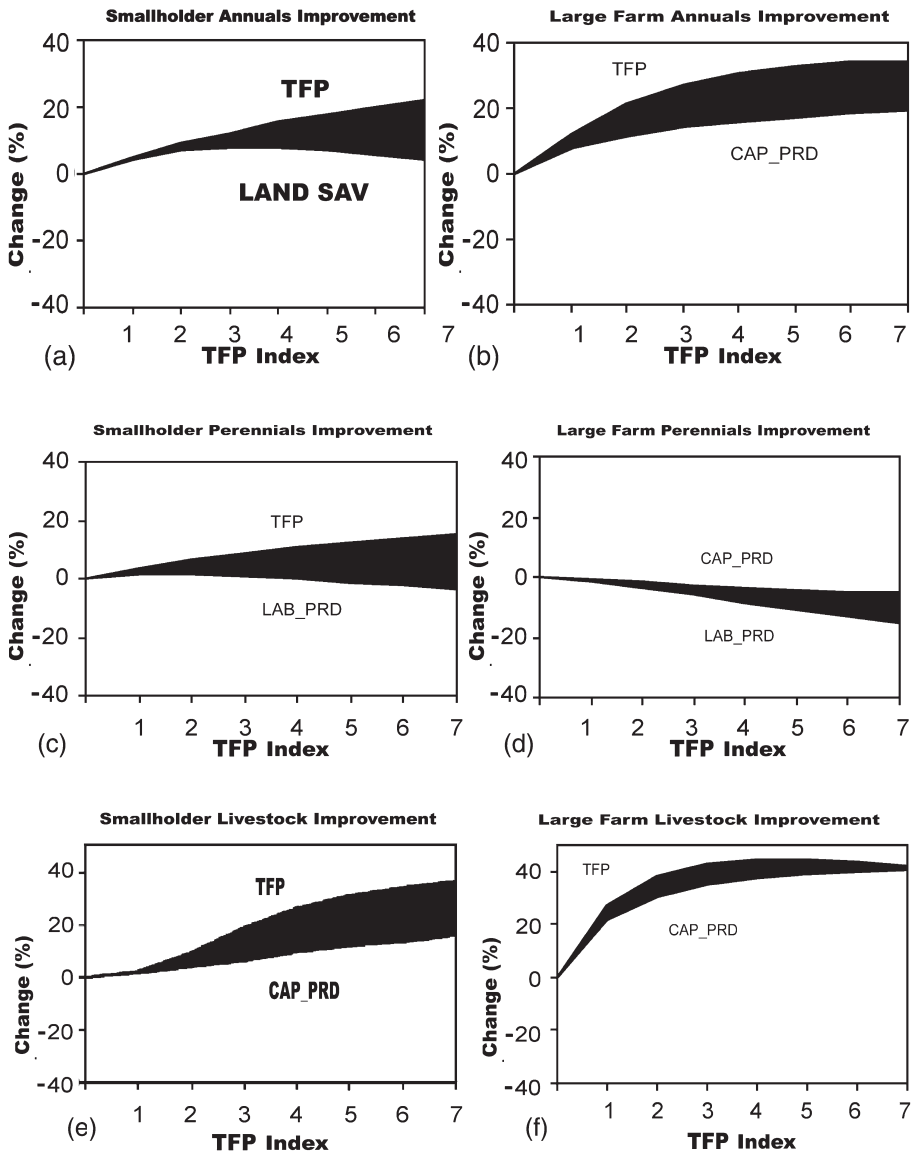 Smallholder Annuals Improvement
40
20
0
-20
-40
Change (%)
TFP
LAND SAV
1 2 3 4 5 6 7
(a)
TFP Index
Large Farm Annuals Improvement
40
20
0
-20
-40
Change (%)
TFP
CAP_PRD
1 2 3 4 5 6 7
(b)
TFP Index
Smallholder Perennials Improvement
40
20
0
-20
-40
Change (%)
TFP
LAB_PRD
1 2 3 4 5 6 7
(c)
TFP Index
Large Farm Perennials Improvement
40
20
0
-20
-40
Change (%)
CAP_PRD
LAB_PRD
1 2 3 4 5 6 7
(d)
TFP Index
Smallholder Livestock Improvement
40
20
0
-20
-40
Change (%)
TFP
CAP_PRD
1 2 3 4 5 6 7
(e)
TFP Index
Large Farm Livestock Improvement
40
20
0
-20
-40
Change (%)
TFP
CAP_PRD
1 2 3 4 5 6 7
(f)
TFP Index